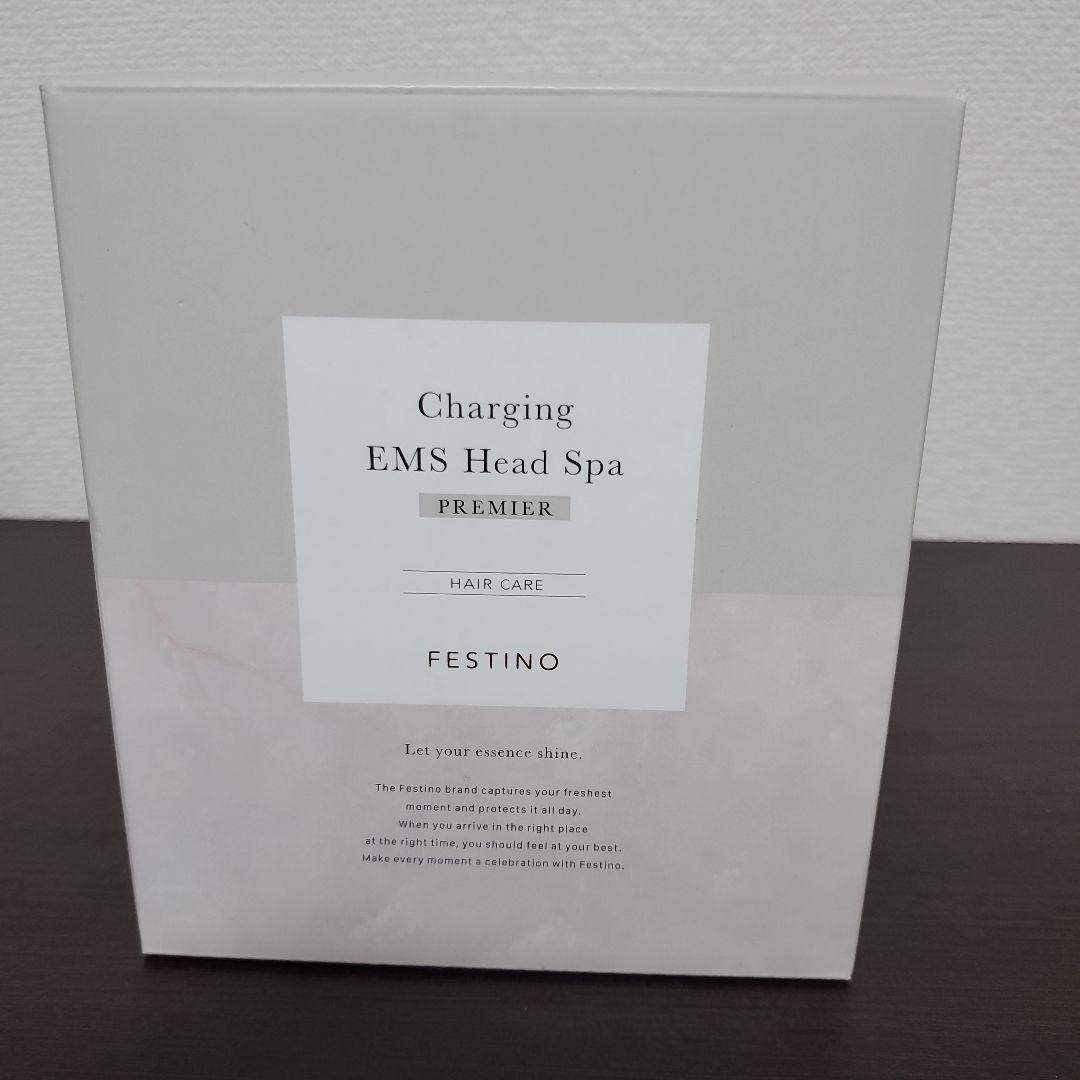 Charging
EMS Head Spa
PREMIER
HAIR CARE
FESTINO
Let your essence shine.
The Festino brand captures your freshest
moment and protects it all day.
When you arrive in the right place
at the right time, you should feel at your best.
Make every moment a celebration with Festino.